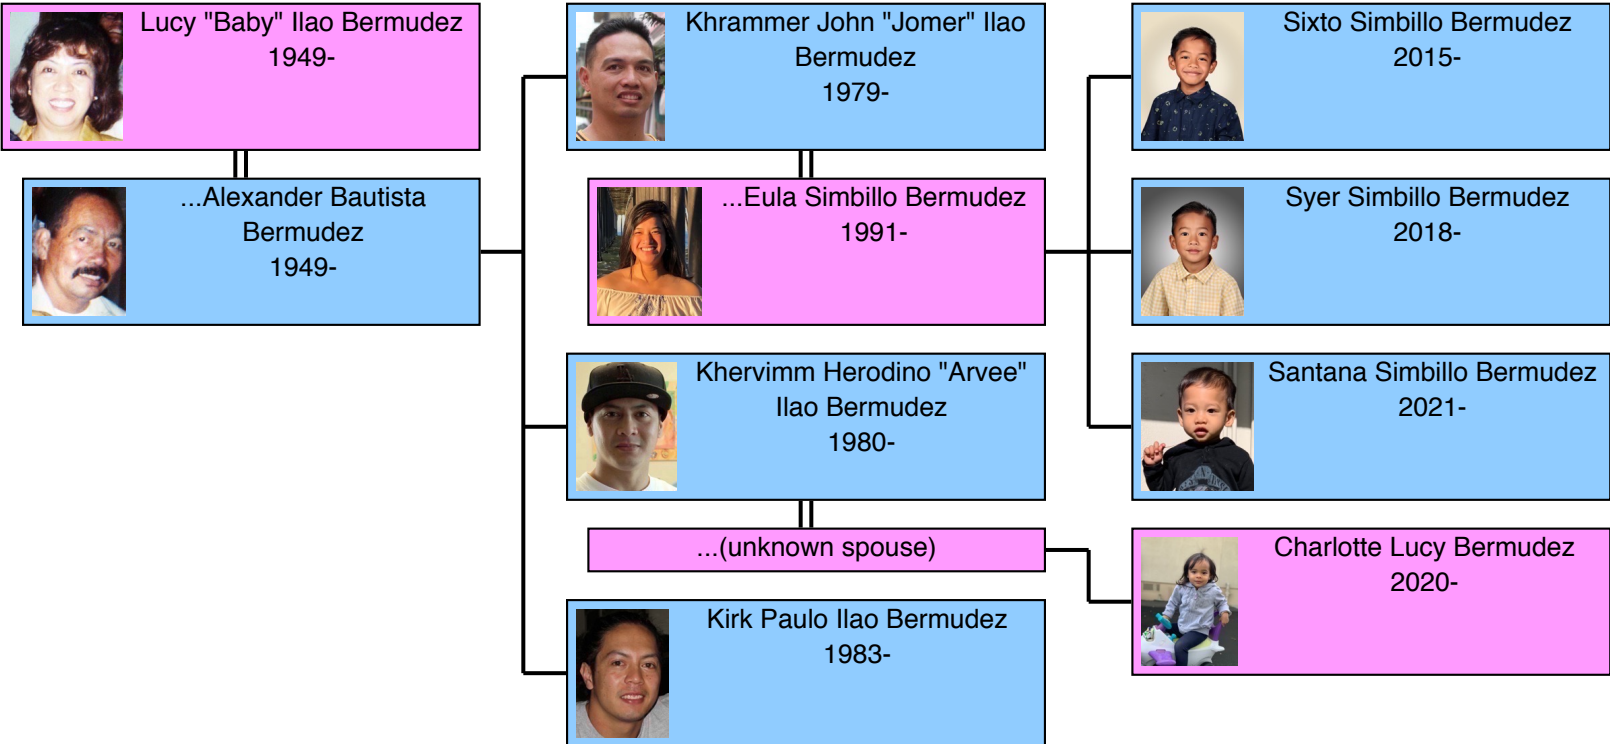 Lucy "Baby" Ilao Bermudez
1949-
...Alexander Bautista
Bermudez
1949-
Khrammer John "Jomer" Ilao
Bermudez
1979-
...Eula Simbillo Bermudez
1991-
Khervimm Herodino "Arvee"
Ilao Bermudez
1980-
...(unknown spouse)
Kirk Paulo Ilao Bermudez
1983-
Sixto Simbillo Bermudez
2015-
Syer Simbillo Bermudez
2018-
Santana Simbillo Bermudez
2021-
Charlotte Lucy Bermudez
2020-